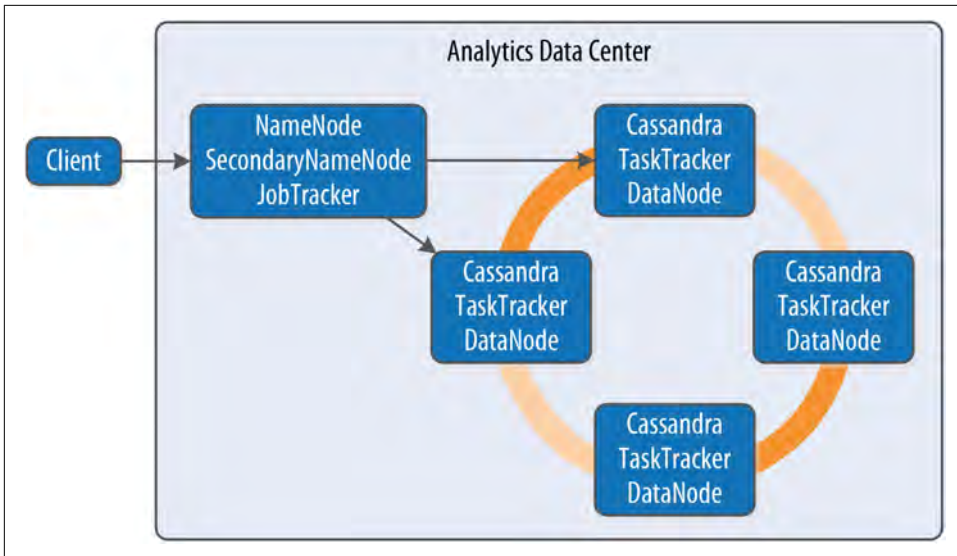 Analytics Data Center
Client
NameNode
SecondaryNameNode
JobTracker
Cassandra
TaskTracker
DataNode
Cassandra
TaskTracker
DataNode
Cassandra
TaskTracker
DataNode
Cassandra
TaskTracker
DataNode